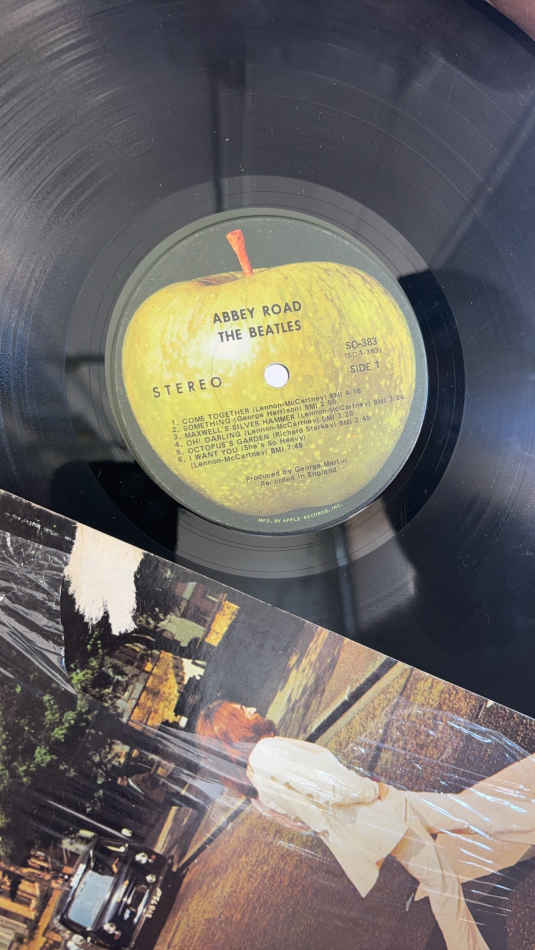 ABBEY ROAD
THE BEATLES
SO-383
SIDE 1
STEREO
1. COME TOGETHER (Lennon-McCartney) BMI 4:16
2. SOMETHING (George Harrison) BMI 2:59
3. MAXWELL'S SILVER HAMMER (Lennon-McCartney) BMI 3:24
4. OH! DARLING (Lennon-McCartney) BMI 3:28
5. OCTOPUS'S GARDEN (Richard Starkey) BMI 2:49
6. I WANT YOU (She's So Heavy)
(Lennon-McCartney) BMI 7:49
Produced by George Martin
Recorded in England
MFD. BY APPLE RECORDS, INC.